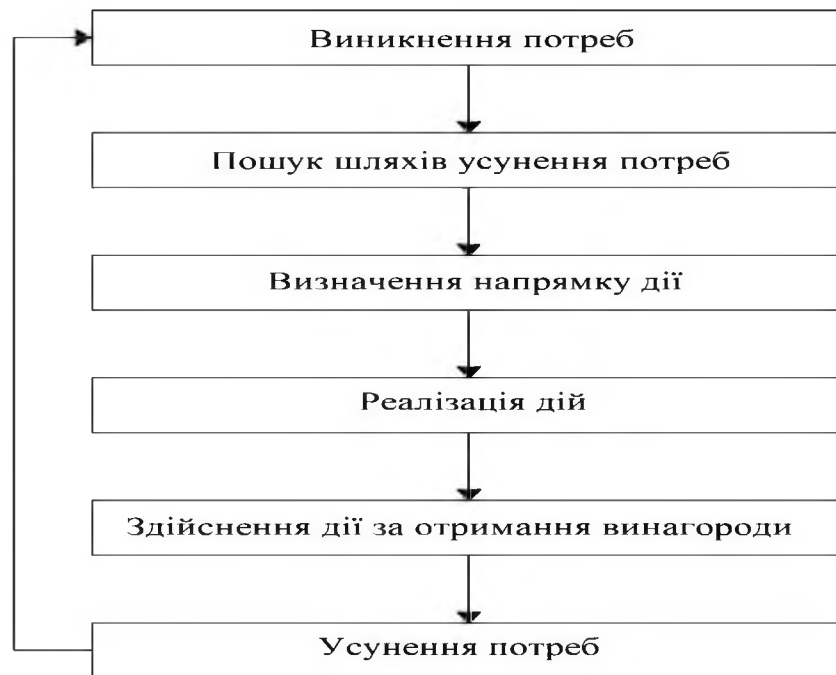 Виникнення потреб
Пошук шляхів усунення потреб
Визначення напрямку дії
Реалізація дій
Здійснення дії за отримання винагороди
Усунення потреб